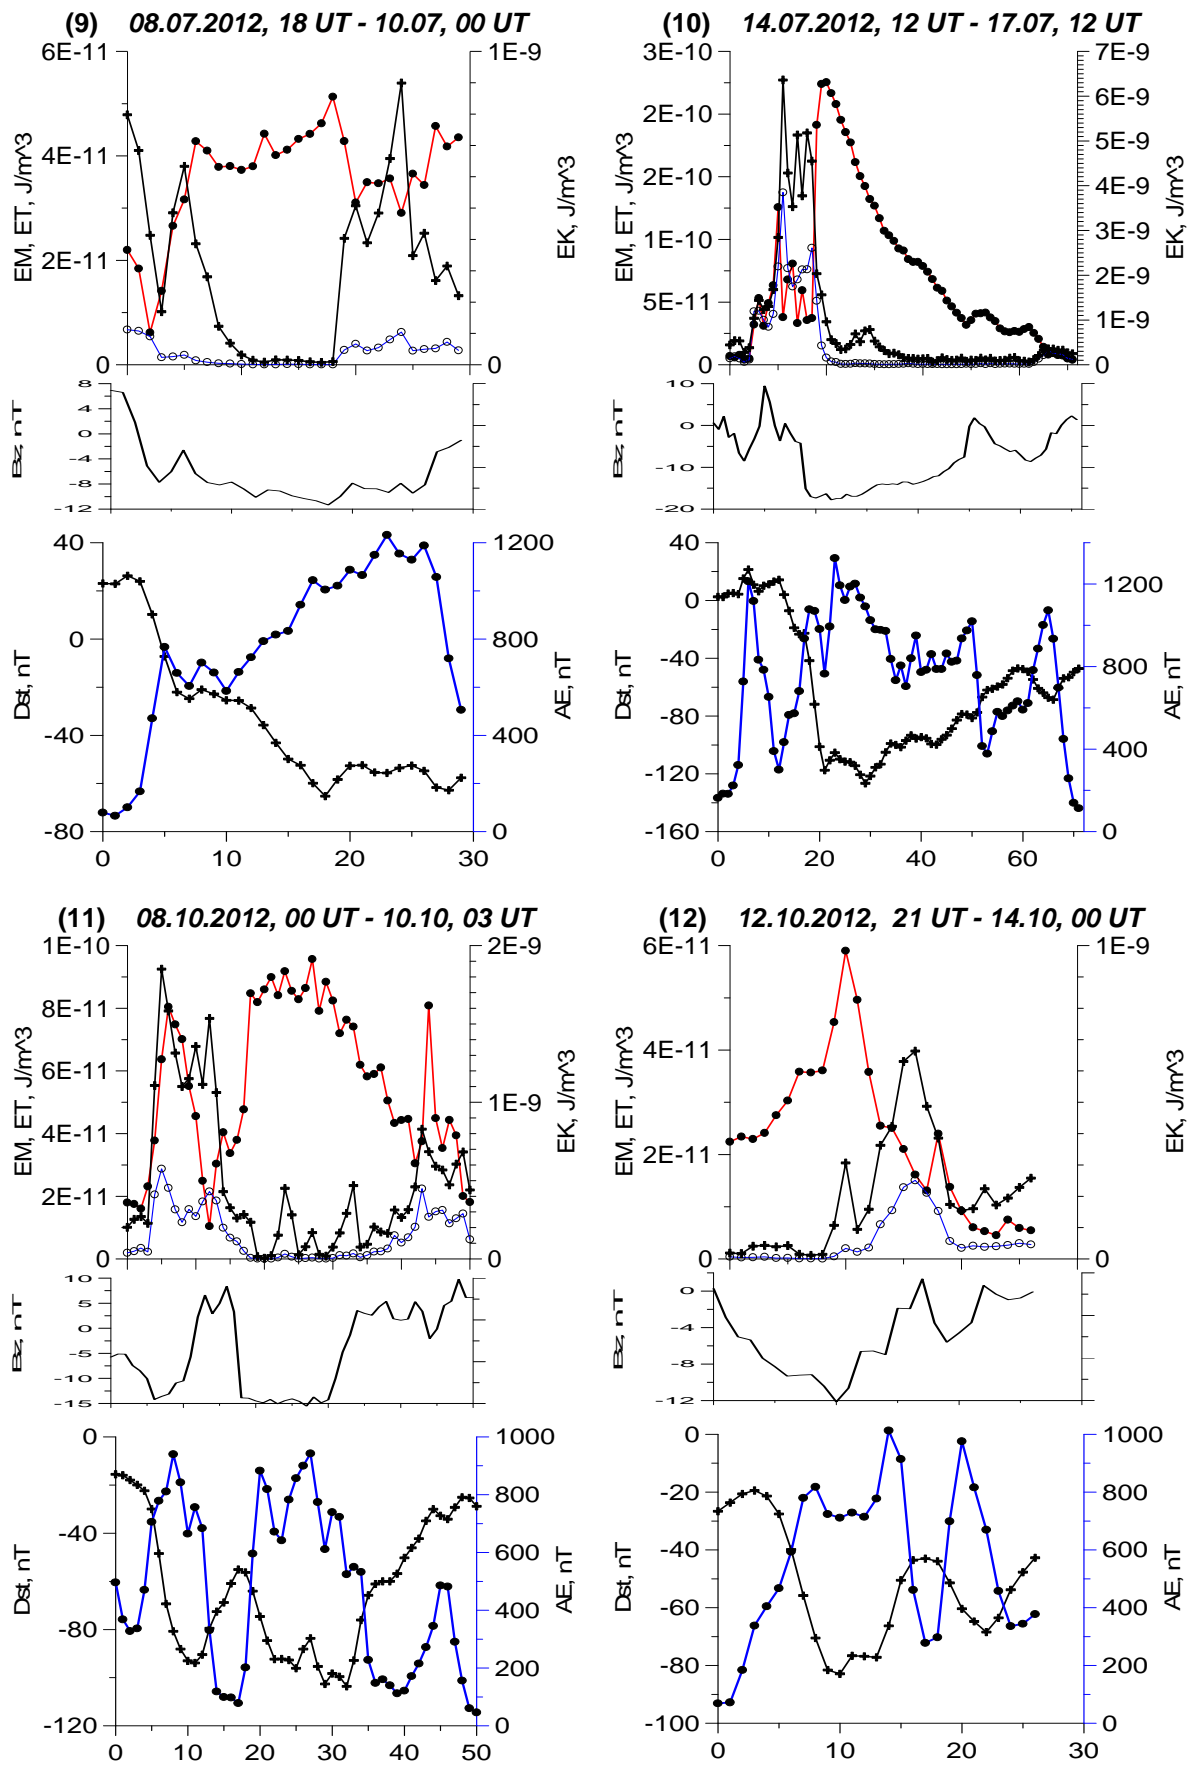 (9) 08.07.2012, 18 UT - 10.07, 00 UT
6E-11
4E-11
2E-11
0
EM, ET, J/m^3
1E-9
0
EK, J/m^3
8
4
0
-4
-8
-12
Bz, nT
40
0
-40
-80
Dst, nT
1200
800
400
0
AE, nT
0 10 20 30
(10) 14.07.2012, 12 UT - 17.07, 12 UT
3E-10
2E-10
2E-10
1E-10
5E-11
0
EM, ET, J/m^3
7E-9
6E-9
5E-9
4E-9
3E-9
2E-9
1E-9
0
EK, J/m^3
10
0
-10
-20
Bz, nT
40
0
-40
-80
-120
-160
Dst, nT
1200
800
400
0
AE, nT
0 20 40 60
(11) 08.10.2012, 00 UT - 10.10, 03 UT
1E-10
8E-11
6E-11
4E-11
2E-11
0
EM, ET, J/m^3
2E-9
1E-9
0
EK, J/m^3
10
5
0
-5
-10
-15
Bz, nT
0
-40
-80
-120
Dst, nT
1000
800
600
400
200
0
AE, nT
0 10 20 30 40 50
(12) 12.10.2012, 21 UT - 14.10, 00 UT
6E-11
4E-11
2E-11
0
EM, ET, J/m^3
1E-9
0
EK, J/m^3
0
-4
-8
-12
Bz, nT
0
-20
-40
-60
-80
-100
Dst, nT
1000
800
600
400
200
0
AE, nT
0 10 20 30